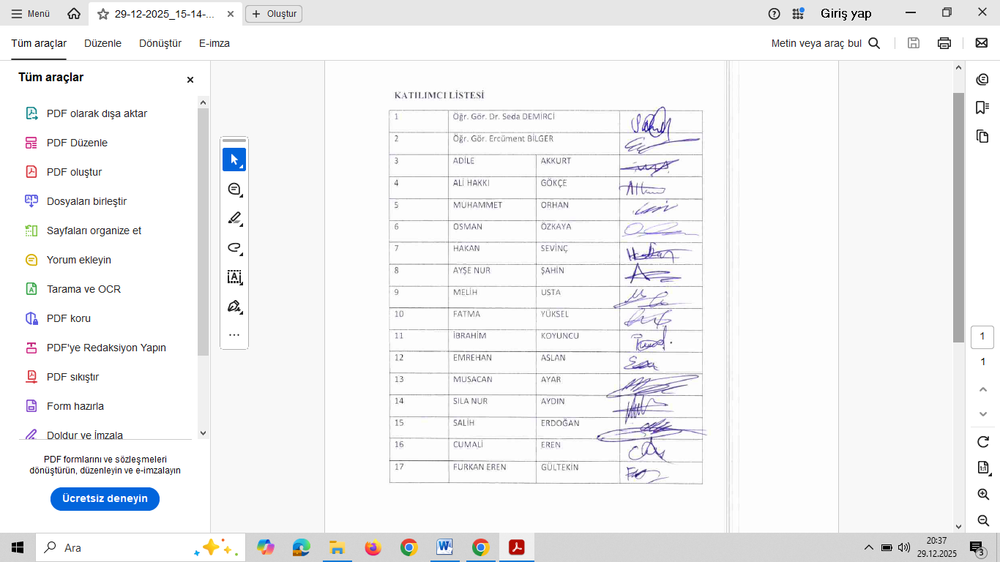 Menü
29-12-2025_15-14-...
Oluştur
Giriş yap
Tüm araçlar
Düzenle
Dönüştür
E-imza
Metin veya araç bul
Tüm araçlar
PDF olarak dışa aktar
PDF Düzenle
PDF oluştur
Dosyaları birleştir
Sayfaları organize et
Yorum ekleyin
Tarama ve OCR
PDF koru
PDF'ye Redaksiyon Yapın
PDF sıkıştır
Form hazırla
Doldur ve İmzala
PDF formlarını ve sözleşmeleri
dönüştürün, düzenleyin ve e-imzalayın
Ücretsiz deneyin
KATILIMCI LİSTESİ
1 Öğr. Gör. Dr. Seda DEMİRCİ
2 Öğr. Gör. Ercüment BİLGER
3 ADİLE AKKURT
4 ALİ HAKKI GÖKÇE
5 MUHAMMET ORHAN
6 OSMAN ÖZKAYA
7 HAKAN SEVİNÇ
8 AYŞE NUR ŞAHİN
9 MELİH USTA
10 FATMA YÜKSEL
11 İBRAHİM KOYUNCU
12 EMREHAN ASLAN
13 MUSACAN AYAR
14 SILA NUR AYDIN
15 SALİH ERDOĞAN
16 CUMALİ EREN
17 FURKAN EREN GÜLTEKİN
1
1
1:1
Ara
20:37
29.12.2025
3